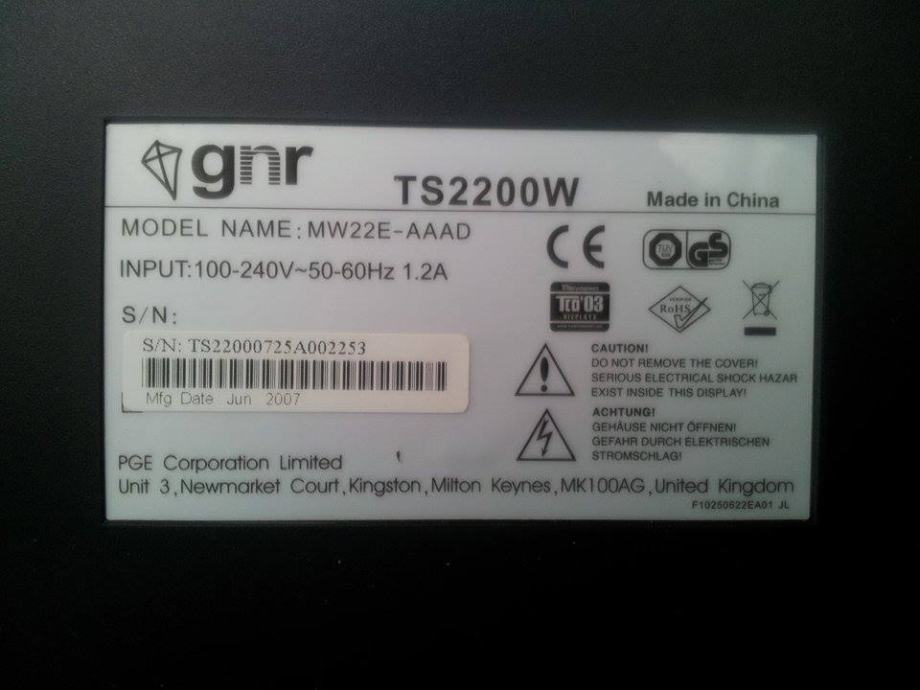 gnr
TS2200W
Made in China
MODEL NAME: MW22E-AAAD
INPUT:100-240V~50-60Hz 1.2A
S/N:
S/N: TS22000725A002253
Mfg Date Jun 2007
CE
TUV
GS
TCO'03
DISPLAYS
RoHS
CAUTION!
DO NOT REMOVE THE COVER!
SERIOUS ELECTRICAL SHOCK HAZAR
EXIST INSIDE THIS DISPLAY!
ACHTUNG!
GEHÄUSE NICHT ÖFFNEN!
GEFAHR DURCH ELEKTRISCHEN
STROMSCHLAG!
PGE Corporation Limited
Unit 3,Newmarket Court,Kingston,Milton Keynes,MK100AG,United Kingdom
F10250622EA01 JL